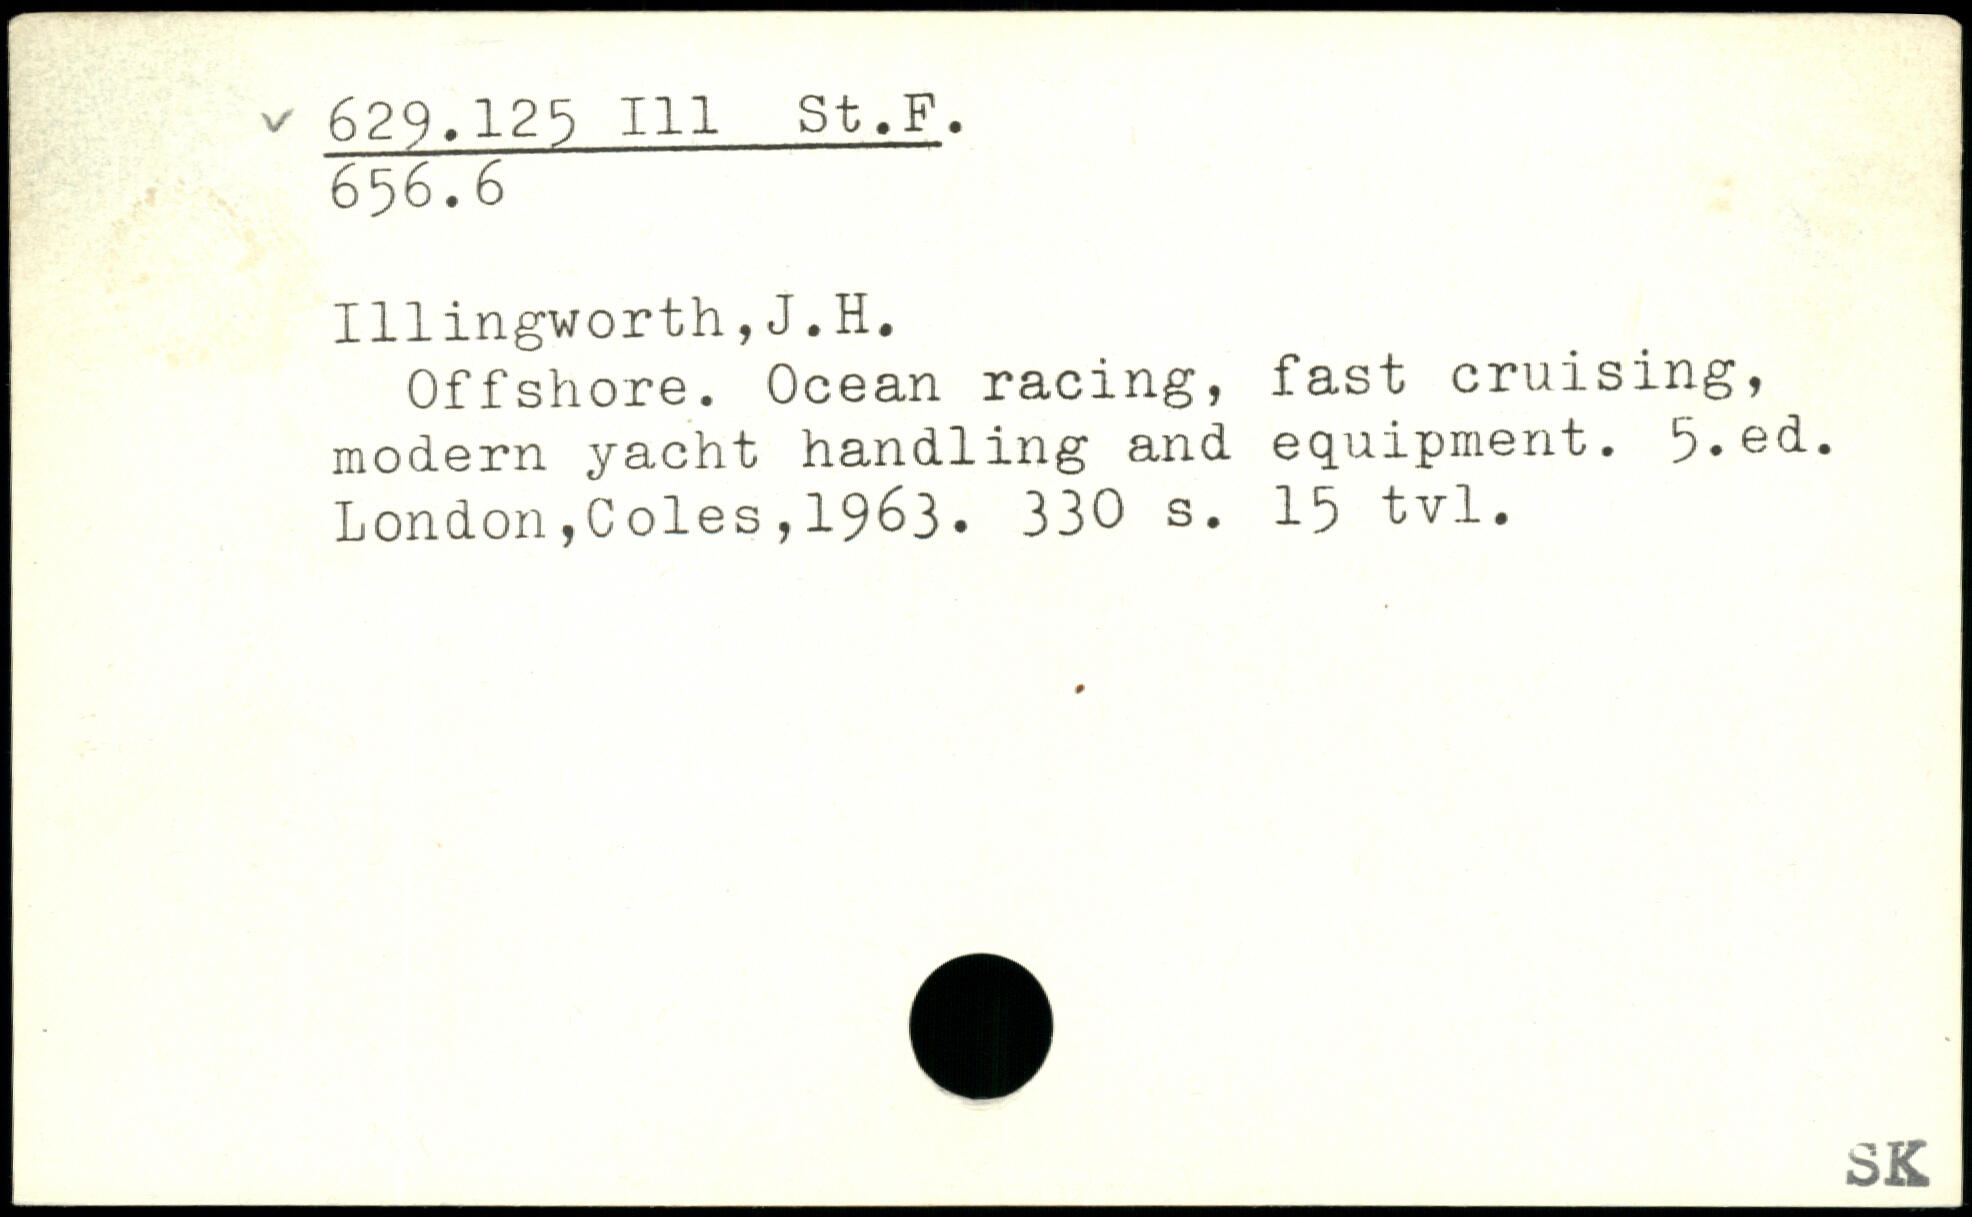 v 629.125 Ill St.F.
656.6
Illingworth,J.H.
Offshore. Ocean racing, fast cruising,
modern yacht handling and equipment. 5.ed.
London,Coles,1963. 330 s. 15 tvl.
SK